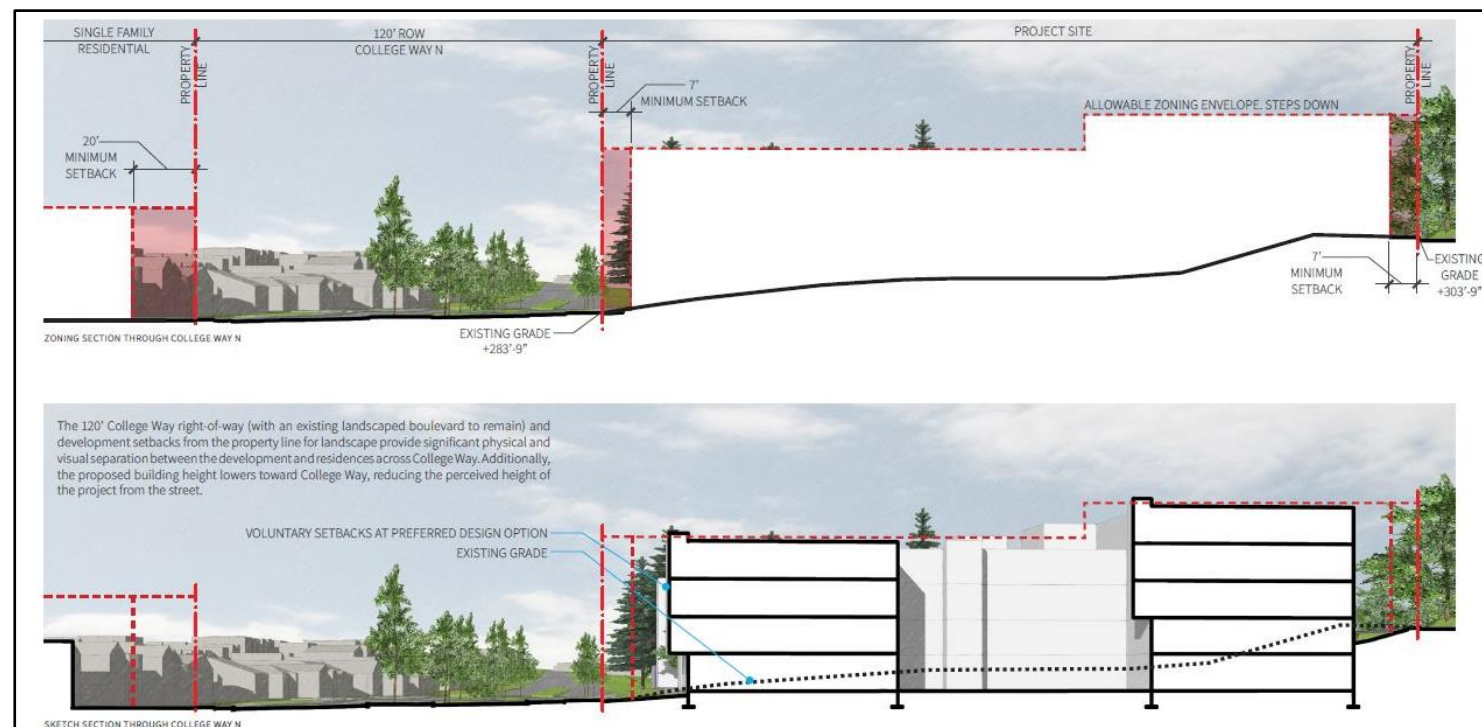 SINGLE FAMILY
RESIDENTIAL
PROPERTY
LINE
120' ROW
COLLEGE WAY N
PROPERTY
LINE
PROJECT SITE
PROPERTY
LINE
7'
MINIMUM SETBACK
ALLOWABLE ZONING ENVELOPE. STEPS DOWN
20'
MINIMUM
SETBACK
7'
MINIMUM
SETBACK
EXISTING
GRADE
+303'-9"
EXISTING GRADE
+283'-9"
ZONING SECTION THROUGH COLLEGE WAY N
The 120' College Way right-of-way (with an existing landscaped boulevard to remain) and
development setbacks from the property line for landscape provide significant physical and
visual separation between the development and residences across College Way. Additionally,
the proposed building height lowers toward College Way, reducing the perceived height of
the project from the street.
VOLUNTARY SETBACKS AT PREFERRED DESIGN OPTION
EXISTING GRADE
SKETCH SECTION THROUGH COLLEGE WAY N